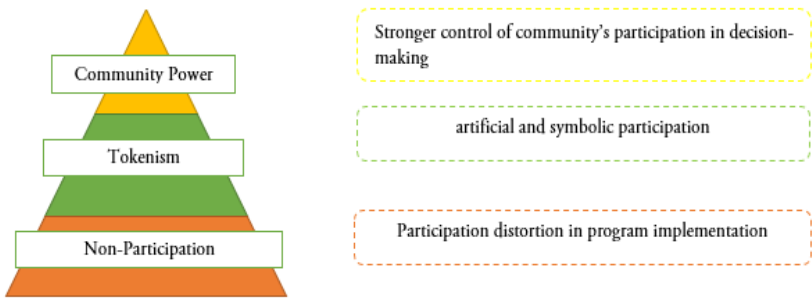 Stronger control of community's participation in decision-
making
Community Power
artificial and symbolic participation
Tokenism
Participation distortion in program implementation
Non-Participation